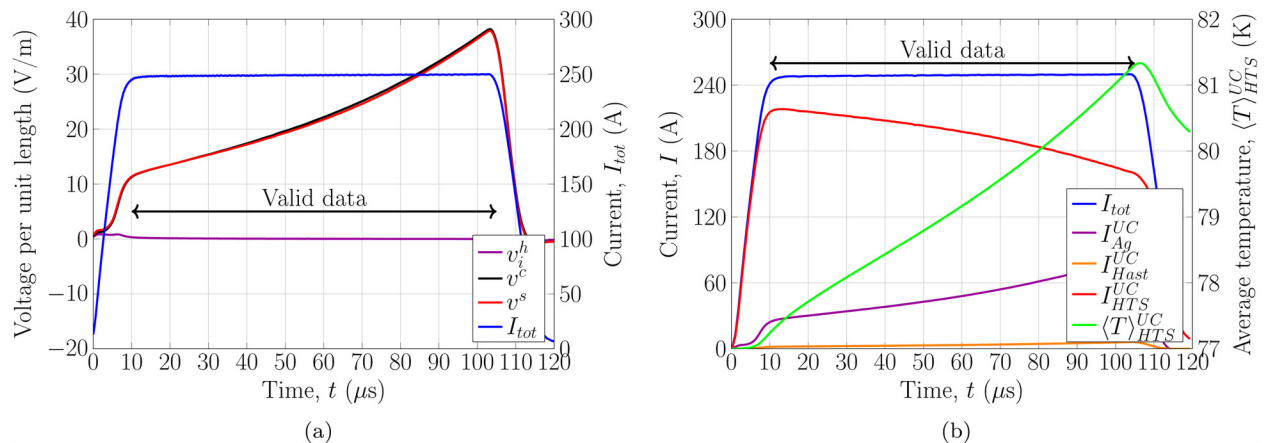 40
30
20
10
0
−10
−20
300
250
200
150
100
50
0
0 10 20 30 40 50 60 70 80 90 100 110 120
Voltage per unit length (V/m)
Current, I_tot (A)
Time, t (μs)
Valid data
v_i^h
v^c
v^s
I_tot
(a)
300
240
180
120
60
0
82
81
80
79
78
77
0 10 20 30 40 50 60 70 80 90 100 110 120
Current, I (A)
Average temperature, ⟨T⟩_HTS^UC (K)
Time, t (μs)
Valid data
I_tot
I_Ag^UC
I_Hast^UC
I_HTS^UC
⟨T⟩_HTS^UC
(b)